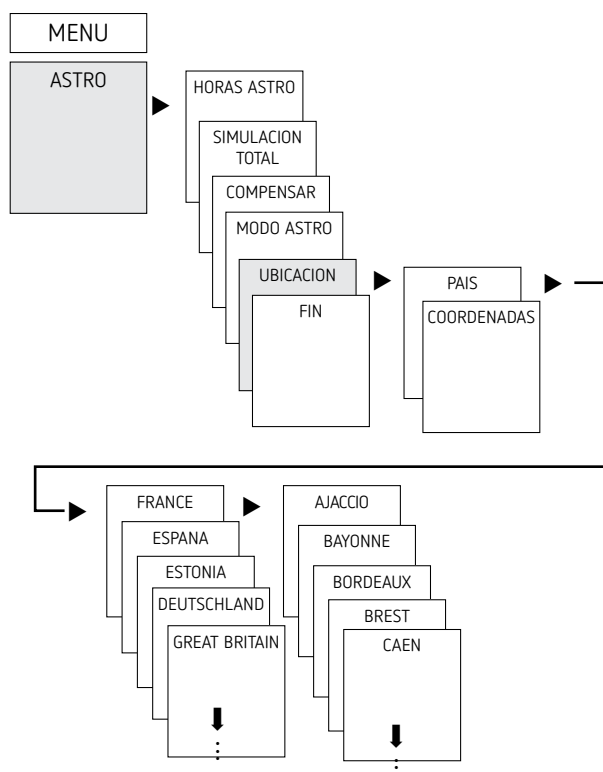 MENU
ASTRO
HORAS ASTRO
SIMULACION
TOTAL
COMPENSAR
MODO ASTRO
UBICACION
FIN
PAIS
COORDENADAS
FRANCE
ESPANA
ESTONIA
DEUTSCHLAND
GREAT BRITAIN
AJACCIO
BAYONNE
BORDEAUX
BREST
CAEN